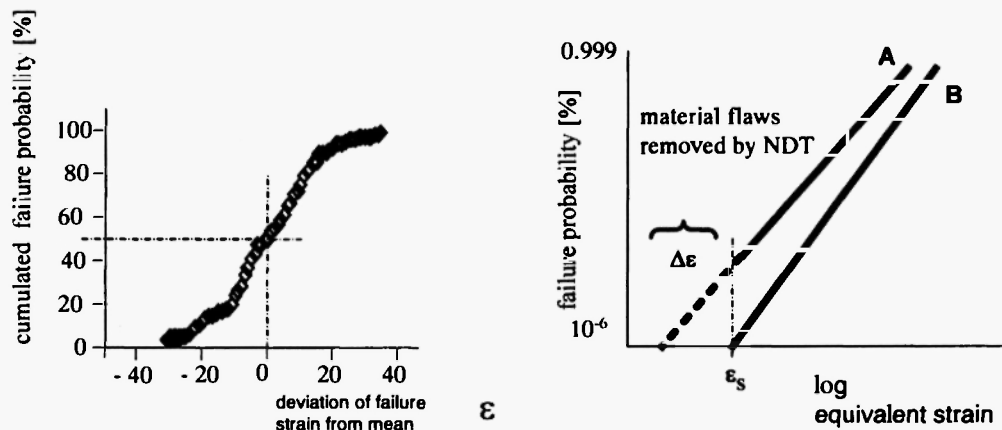 cumulated failure probability [%]
100
80
60
40
20
0
- 40
- 20
0
20
40
deviation of failure
strain from mean
ε
0.999
failure probability [%]
10⁻⁶
A
B
material flaws
removed by NDT
Δε
εₛ
log
equivalent strain